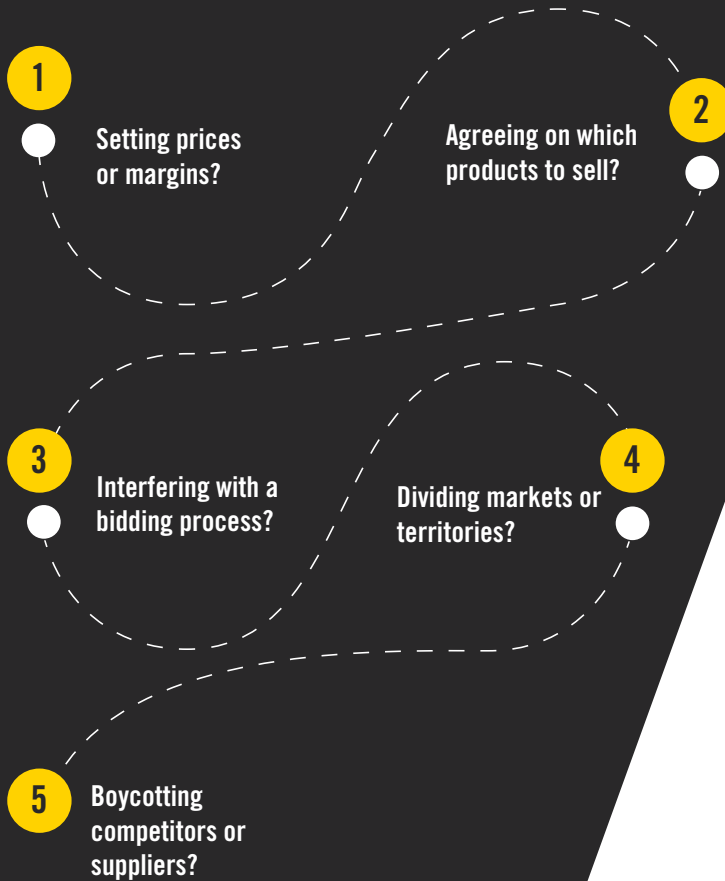 1
Setting prices
or margins?
2
Agreeing on which
products to sell?
3
Interfering with a
bidding process?
4
Dividing markets or
territories?
5
Boycotting
competitors or
suppliers?